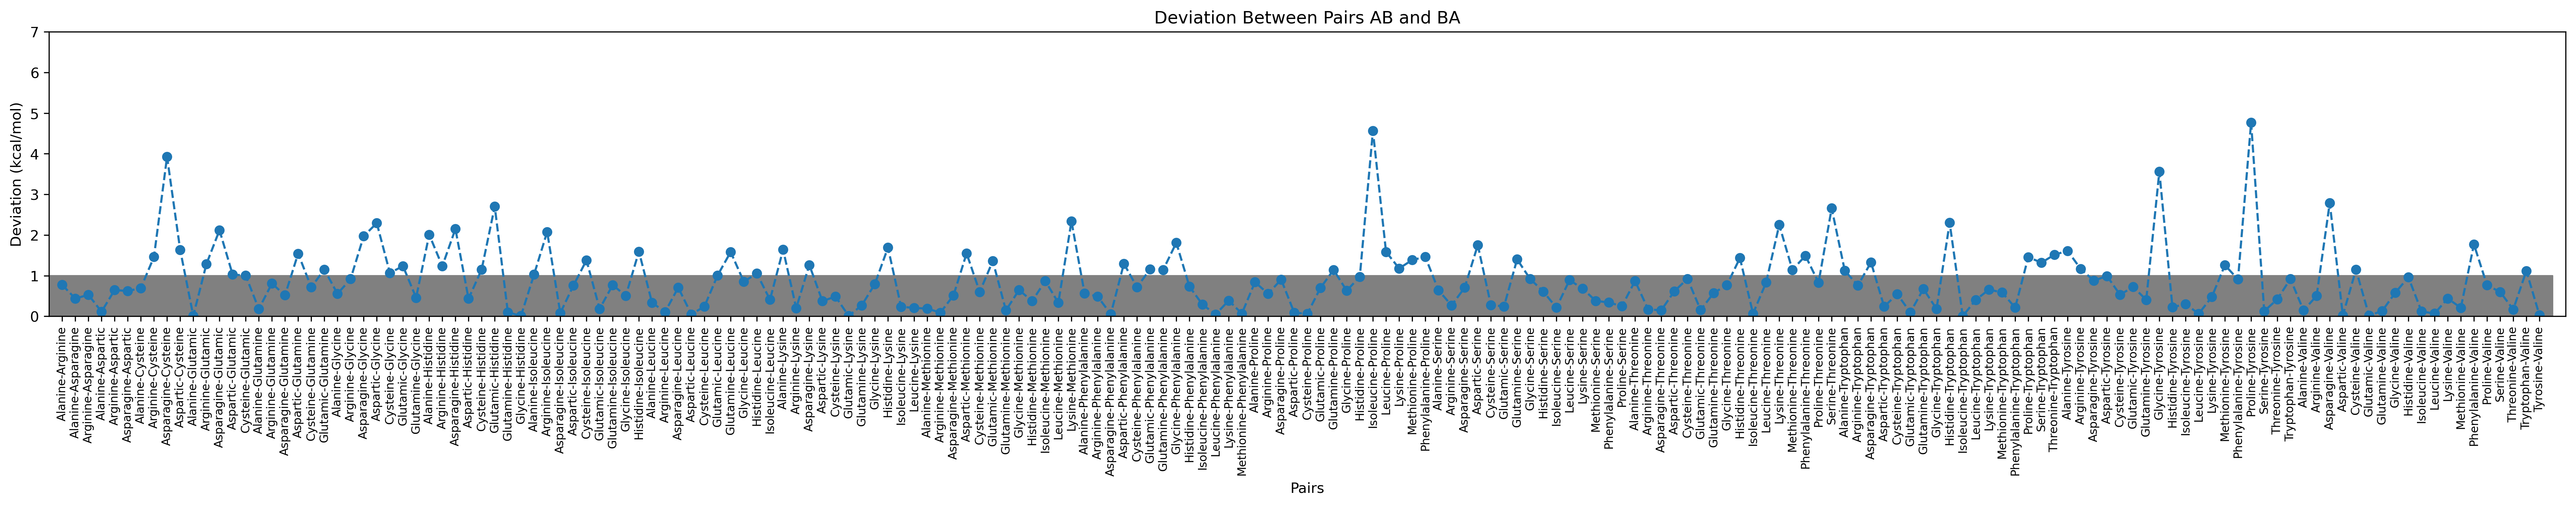 Deviation Between Pairs AB and BA
Deviation (kcal/mol)
7
6
5
4
3
2
1
0
Alanine-Arginine
Alanine-Asparagine
Arginine-Asparagine
Alanine-Aspartic
Arginine-Aspartic
Asparagine-Aspartic
Alanine-Cysteine
Arginine-Cysteine
Asparagine-Cysteine
Aspartic-Cysteine
Alanine-Glutamic
Arginine-Glutamic
Asparagine-Glutamic
Aspartic-Glutamic
Cysteine-Glutamic
Alanine-Glutamine
Arginine-Glutamine
Asparagine-Glutamine
Aspartic-Glutamine
Cysteine-Glutamine
Glutamic-Glutamine
Alanine-Glycine
Arginine-Glycine
Asparagine-Glycine
Aspartic-Glycine
Cysteine-Glycine
Glutamic-Glycine
Glutamine-Glycine
Alanine-Histidine
Arginine-Histidine
Asparagine-Histidine
Aspartic-Histidine
Cysteine-Histidine
Glutamic-Histidine
Glutamine-Histidine
Glycine-Histidine
Alanine-Isoleucine
Arginine-Isoleucine
Asparagine-Isoleucine
Aspartic-Isoleucine
Cysteine-Isoleucine
Glutamic-Isoleucine
Glutamine-Isoleucine
Glycine-Isoleucine
Histidine-Isoleucine
Alanine-Leucine
Arginine-Leucine
Asparagine-Leucine
Aspartic-Leucine
Cysteine-Leucine
Glutamic-Leucine
Glutamine-Leucine
Glycine-Leucine
Histidine-Leucine
Isoleucine-Leucine
Alanine-Lysine
Arginine-Lysine
Asparagine-Lysine
Aspartic-Lysine
Cysteine-Lysine
Glutamic-Lysine
Glutamine-Lysine
Glycine-Lysine
Histidine-Lysine
Isoleucine-Lysine
Leucine-Lysine
Alanine-Methionine
Arginine-Methionine
Asparagine-Methionine
Aspartic-Methionine
Cysteine-Methionine
Glutamic-Methionine
Glutamine-Methionine
Glycine-Methionine
Histidine-Methionine
Isoleucine-Methionine
Leucine-Methionine
Lysine-Methionine
Alanine-Phenylalanine
Arginine-Phenylalanine
Asparagine-Phenylalanine
Aspartic-Phenylalanine
Cysteine-Phenylalanine
Glutamic-Phenylalanine
Glutamine-Phenylalanine
Glycine-Phenylalanine
Histidine-Phenylalanine
Isoleucine-Phenylalanine
Leucine-Phenylalanine
Lysine-Phenylalanine
Methionine-Phenylalanine
Alanine-Proline
Arginine-Proline
Asparagine-Proline
Aspartic-Proline
Cysteine-Proline
Glutamic-Proline
Glutamine-Proline
Glycine-Proline
Histidine-Proline
Isoleucine-Proline
Leucine-Proline
Lysine-Proline
Methionine-Proline
Phenylalanine-Proline
Alanine-Serine
Arginine-Serine
Asparagine-Serine
Aspartic-Serine
Cysteine-Serine
Glutamic-Serine
Glutamine-Serine
Glycine-Serine
Histidine-Serine
Isoleucine-Serine
Leucine-Serine
Lysine-Serine
Methionine-Serine
Phenylalanine-Serine
Proline-Serine
Alanine-Threonine
Arginine-Threonine
Asparagine-Threonine
Aspartic-Threonine
Cysteine-Threonine
Glutamic-Threonine
Glutamine-Threonine
Glycine-Threonine
Histidine-Threonine
Isoleucine-Threonine
Leucine-Threonine
Lysine-Threonine
Methionine-Threonine
Phenylalanine-Threonine
Proline-Threonine
Serine-Threonine
Alanine-Tryptophan
Arginine-Tryptophan
Asparagine-Tryptophan
Aspartic-Tryptophan
Cysteine-Tryptophan
Glutamic-Tryptophan
Glutamine-Tryptophan
Glycine-Tryptophan
Histidine-Tryptophan
Isoleucine-Tryptophan
Leucine-Tryptophan
Lysine-Tryptophan
Methionine-Tryptophan
Phenylalanine-Tryptophan
Proline-Tryptophan
Serine-Tryptophan
Threonine-Tryptophan
Alanine-Tyrosine
Arginine-Tyrosine
Asparagine-Tyrosine
Aspartic-Tyrosine
Cysteine-Tyrosine
Glutamic-Tyrosine
Glutamine-Tyrosine
Glycine-Tyrosine
Histidine-Tyrosine
Isoleucine-Tyrosine
Leucine-Tyrosine
Lysine-Tyrosine
Methionine-Tyrosine
Phenylalanine-Tyrosine
Proline-Tyrosine
Serine-Tyrosine
Threonine-Tyrosine
Tryptophan-Tyrosine
Alanine-Valine
Arginine-Valine
Asparagine-Valine
Aspartic-Valine
Cysteine-Valine
Glutamic-Valine
Glutamine-Valine
Glycine-Valine
Histidine-Valine
Isoleucine-Valine
Leucine-Valine
Lysine-Valine
Methionine-Valine
Phenylalanine-Valine
Proline-Valine
Serine-Valine
Threonine-Valine
Tryptophan-Valine
Tyrosine-Valine
Pairs